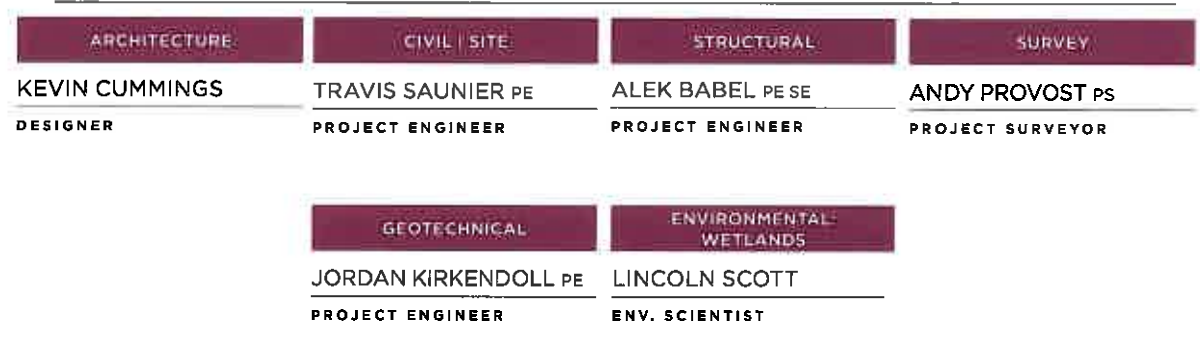 ARCHITECTURE
CIVIL | SITE
STRUCTURAL
SURVEY
KEVIN CUMMINGS
TRAVIS SAUNIER PE
ALEK BABEL PE SE
ANDY PROVOST PS
DESIGNER
PROJECT ENGINEER
PROJECT ENGINEER
PROJECT SURVEYOR
GEOTECHNICAL
ENVIRONMENTAL-
WETLANDS
JORDAN KIRKENDOLL PE
LINCOLN SCOTT
PROJECT ENGINEER
ENV. SCIENTIST